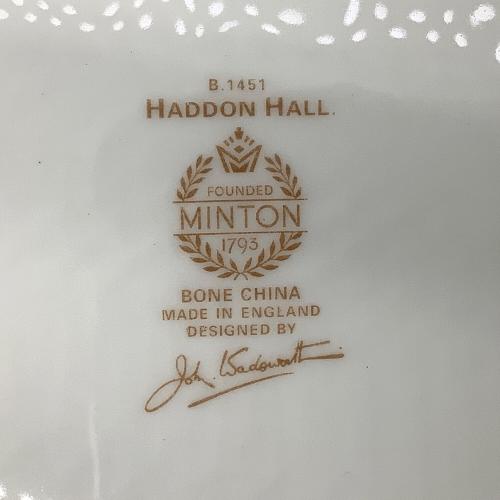 B.1451
HADDON HALL.
FOUNDED
MINTON
1793
BONE CHINA
MADE IN ENGLAND
DESIGNED BY
John Wadsworth